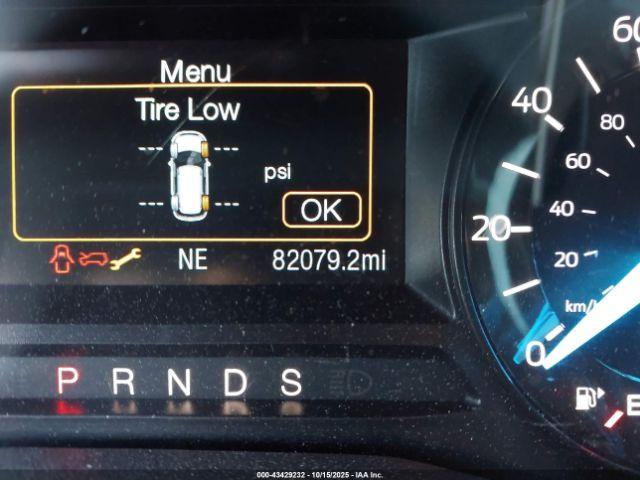 Menu
Tire Low
--- ---
psi
--- ---
OK
NE 82079.2mi
P R N D S
60
40
80
60
20
40
20
km/h
0
E
000-43429232 - 10/15/2025 - IAA Inc.